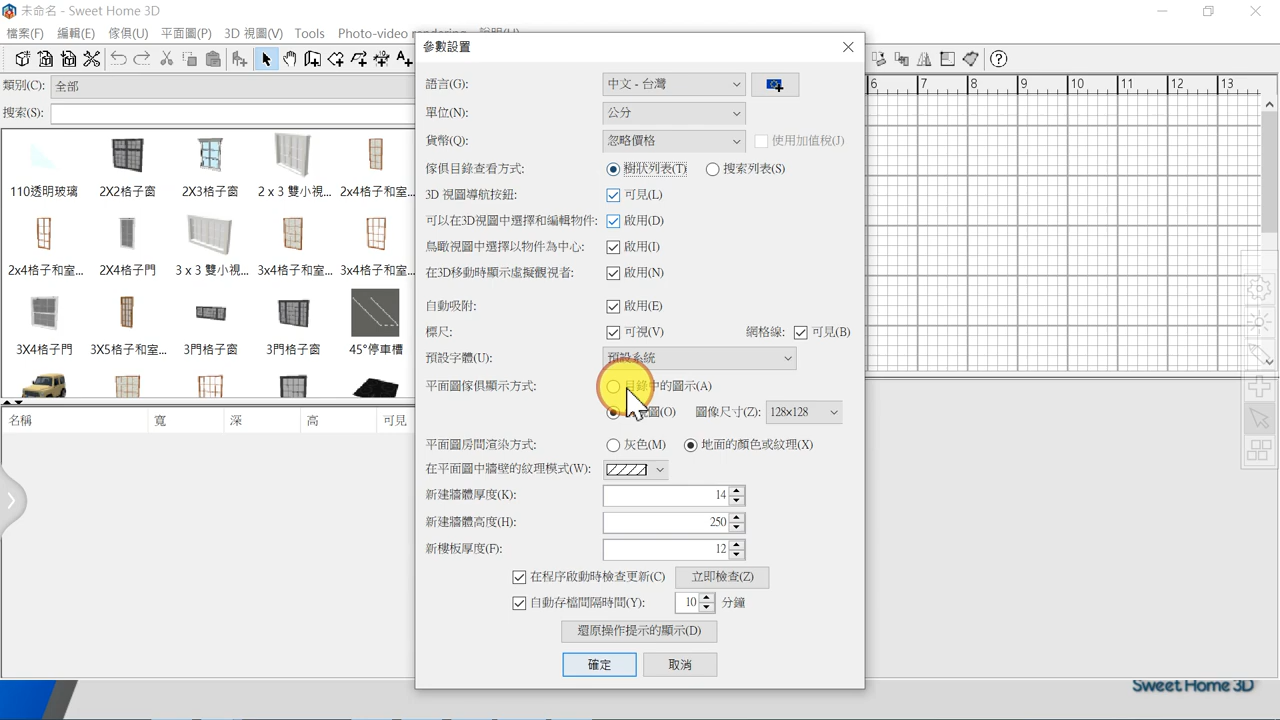 未命名 - Sweet Home 3D
檔案(F) 編輯(E) 傢俱(U) 平面圖(P) 3D 視圖(V) Tools Photo-video rendering 說明(H)
類別(C): 全部
搜索(S):
110透明玻璃 2X2格子窗 2X3格子窗 2 x 3 雙小視... 2x4格子和室...
2x4格子和室... 2X4格子門 3 x 3 雙小視... 3x4格子和室... 3x4格子和室...
3X4格子門 3X5格子和室... 3門格子窗 3門格子窗 45°停車槽
名稱 寬 深 高 可見
參數設置
語言(G): 中文 - 台灣
單位(N): 公分
貨幣(Q): 忽略價格 使用加值稅(J)
傢俱目錄查看方式: 樹狀列表(T) 搜索列表(S)
3D 視圖導航按鈕: 可見(L)
可以在3D視圖中選擇和編輯物件: 啟用(D)
鳥瞰視圖中選擇以物件為中心: 啟用(I)
在3D移動時顯示虛擬觀視者: 啟用(N)
自動吸附: 啟用(E)
標尺: 可視(V) 網格線: 可見(B)
預設字體(U): 預設系統
平面圖傢俱顯示方式: 目錄中的圖示(A)
圖(O) 圖像尺寸(Z): 128×128
平面圖房間渲染方式: 灰色(M) 地面的顏色或紋理(X)
在平面圖中牆壁的紋理模式(W):
新建牆體厚度(K): 14
新建牆體高度(H): 250
新樓板厚度(F): 12
在程序啟動時檢查更新(C) 立即檢查(Z)
自動存檔間隔時間(Y): 10 分鐘
還原操作提示的顯示(D)
確定 取消
6 7 8 9 10 11 12 13
Sweet Home 3D